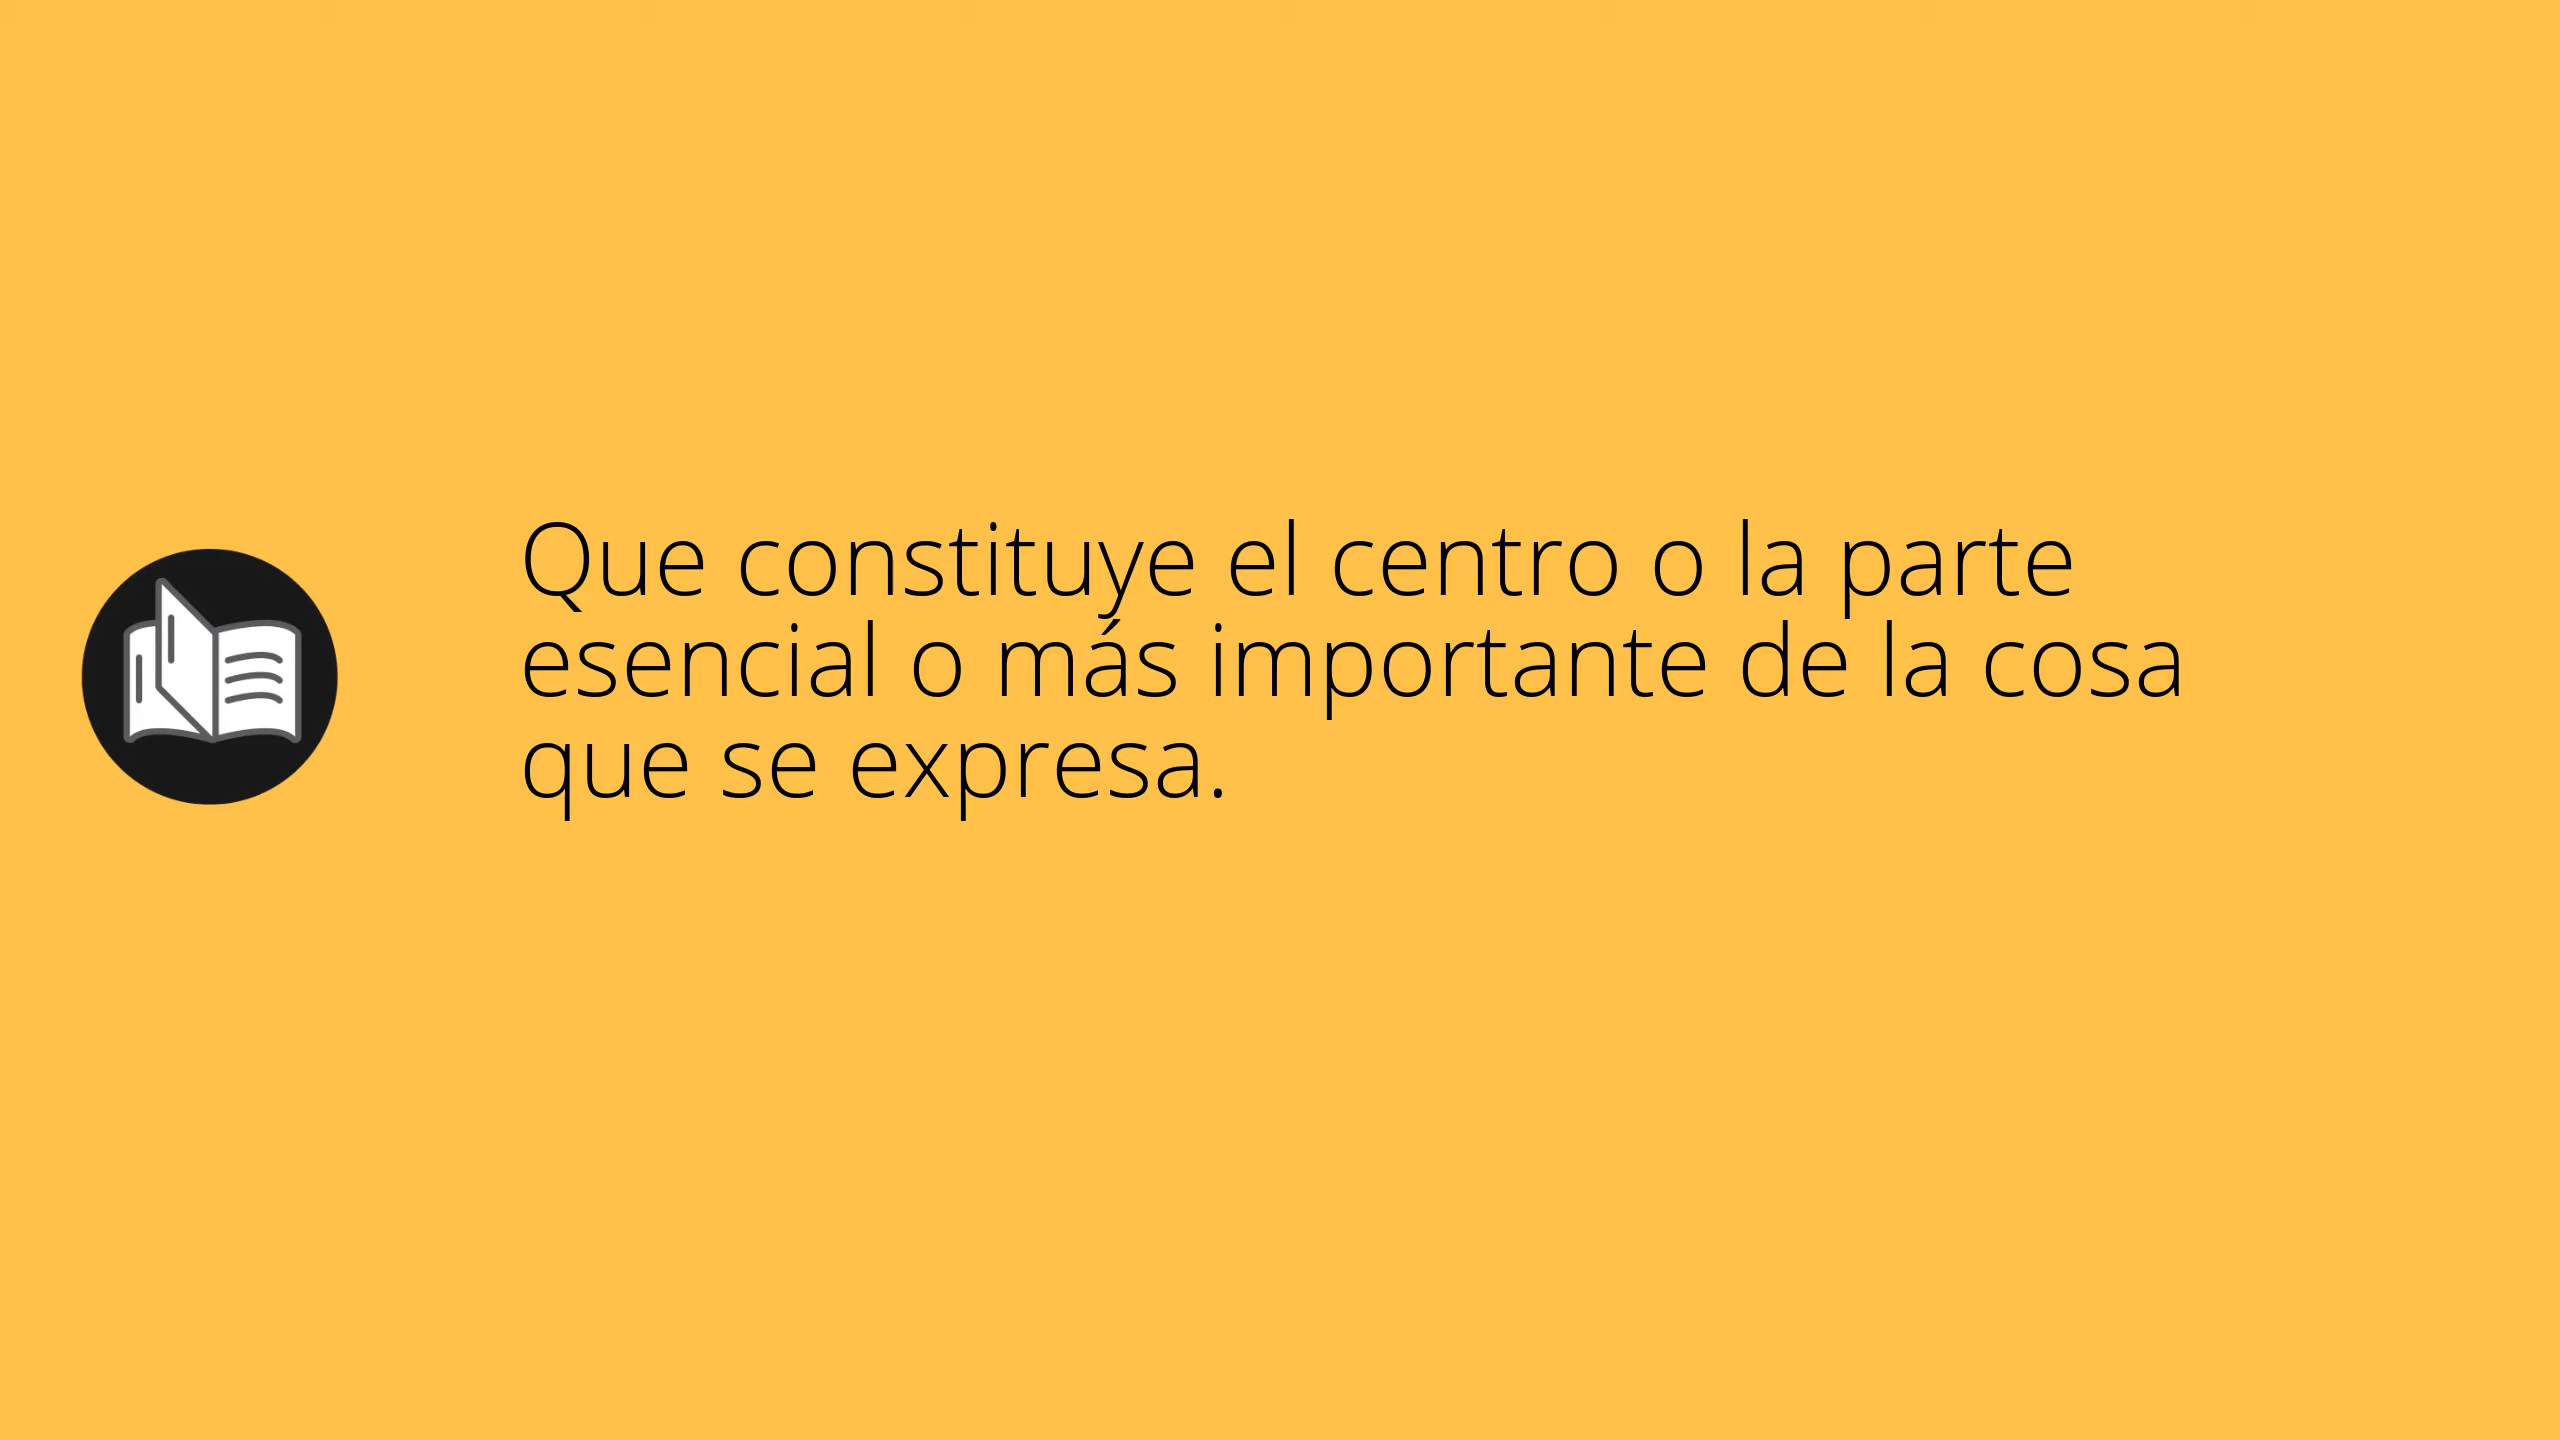 Que constituye el centro o la parte
esencial o más importante de la cosa
que se expresa.